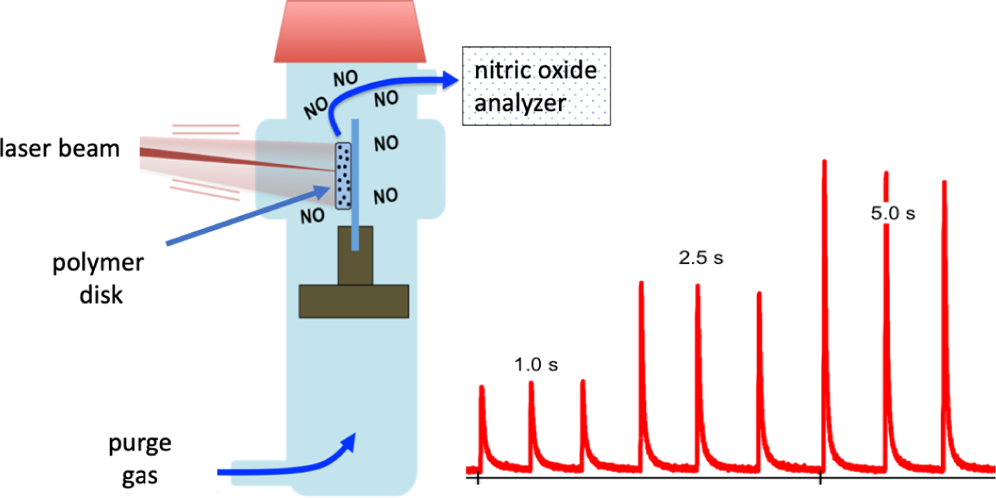 NO
NO
NO
nitric oxide
analyzer
laser beam
NO
NO
NO
polymer
disk
purge
gas
1.0 s
2.5 s
5.0 s